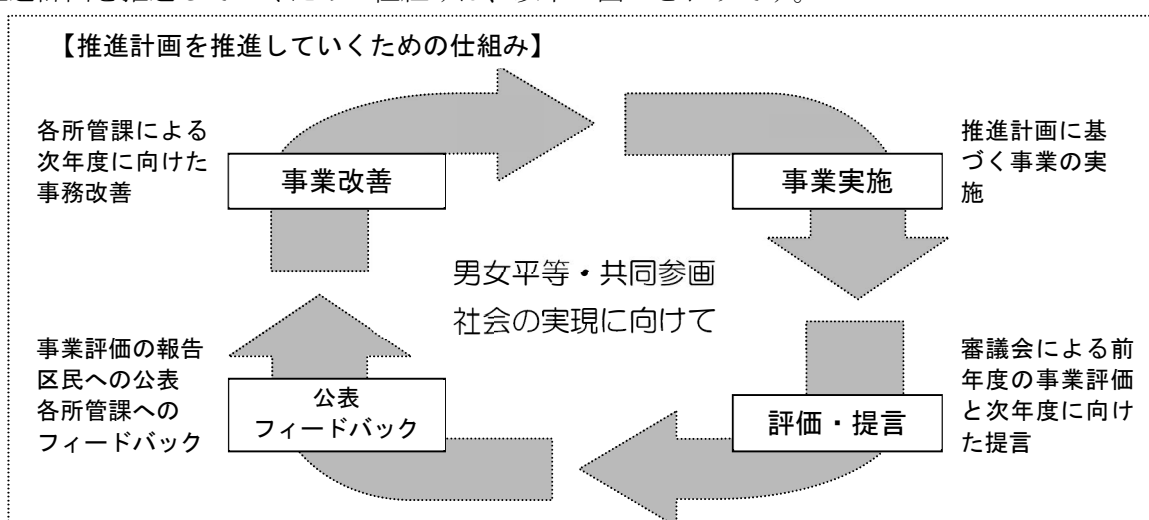 【推進計画を推進していくための仕組み】
各所管課による
次年度に向けた
事務改善
事業改善
事業実施
推進計画に基
づく事業の実
施
男女平等・共同参画
社会の実現に向けて
事業評価の報告
区民への公表
各所管課への
フィードバック
公表
フィードバック
評価・提言
審議会による前
年度の事業評価
と次年度に向け
た提言